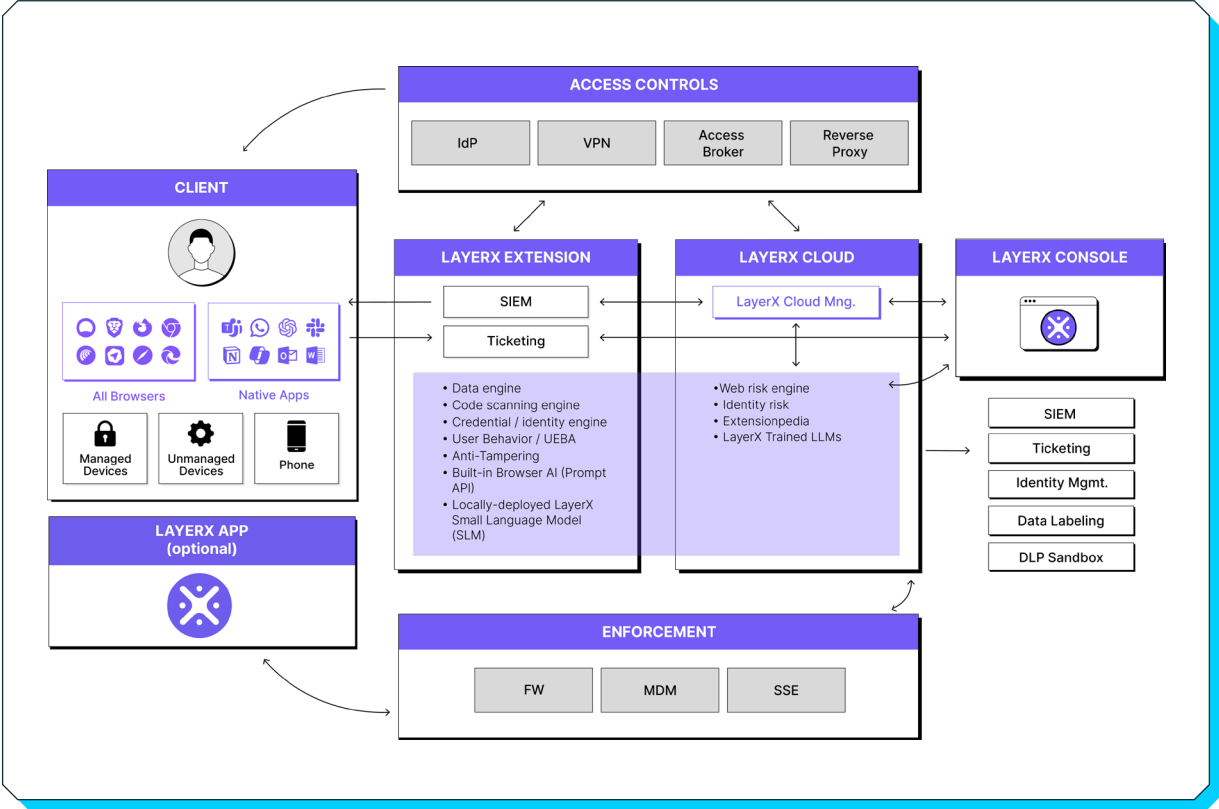 ACCESS CONTROLS
IdP
VPN
Access
Broker
Reverse
Proxy
CLIENT
All Browsers
Native Apps
Managed
Devices
Unmanaged
Devices
Phone
LAYERX APP
(optional)
LAYERX EXTENSION
SIEM
Ticketing
• Data engine
• Code scanning engine
• Credential / identity engine
• User Behavior / UEBA
• Anti-Tampering
• Built-in Browser AI (Prompt
API)
• Locally-deployed LayerX
Small Language Model
(SLM)
LAYERX CLOUD
LayerX Cloud Mng.
•Web risk engine
• Identity risk
• Extensionpedia
• LayerX Trained LLMs
LAYERX CONSOLE
SIEM
Ticketing
Identity Mgmt.
Data Labeling
DLP Sandbox
ENFORCEMENT
FW
MDM
SSE